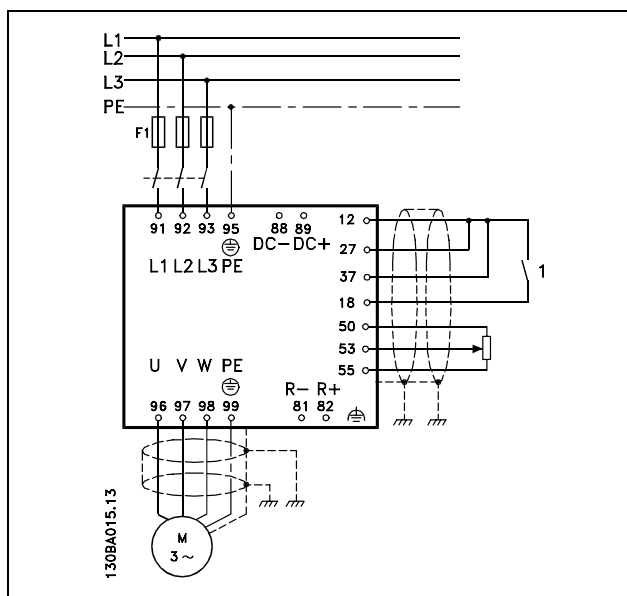 L1
L2
L3
PE
F1
91 92 93 95 88 89
DC- DC+
L1 L2 L3 PE
12
27
37
18
1
50
53
55
U V W PE
R- R+
96 97 98 99 81 82
M
3~
130BA015.13